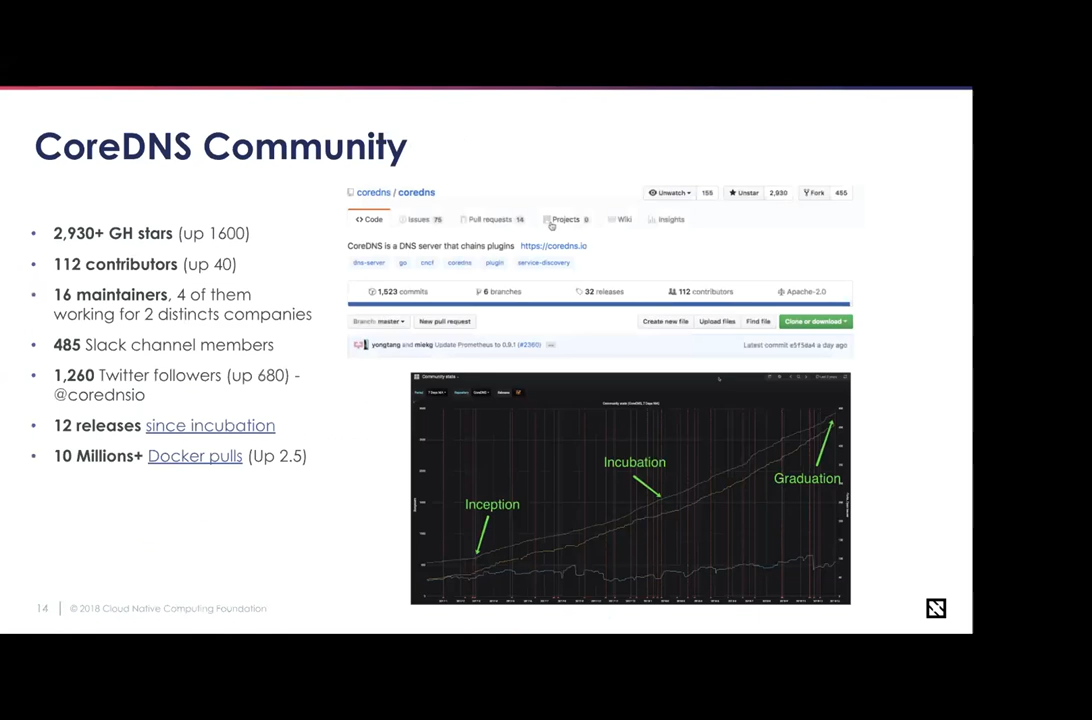 CoreDNS Community
• 2,930+ GH stars (up 1600)
• 112 contributors (up 40)
• 16 maintainers, 4 of them
working for 2 distincts companies
• 485 Slack channel members
• 1,260 Twitter followers (up 680) -
@corednsio
• 12 releases since incubation
• 10 Millions+ Docker pulls (Up 2.5)
coredns / coredns
Unwatch 155 Unstar 2,930 Fork 455
<> Code Issues 75 Pull requests 14 Projects 0 Wiki Insights
CoreDNS is a DNS server that chains plugins https://coredns.io
dns-server go cncf coredns plugin service-discovery
1,523 commits 6 branches 32 releases 112 contributors Apache-2.0
Branch: master New pull request Create new file Upload files Find file Clone or download
yongtang and miekg Update Prometheus to 0.9.1 (#2360) Latest commit e5f5da4 a day ago
Community stats
Incubation
Graduation
Inception
14 © 2018 Cloud Native Computing Foundation